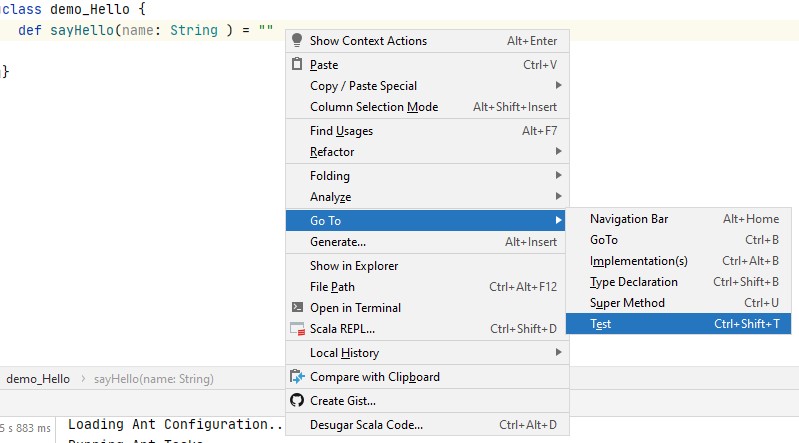 class demo_Hello {
def sayHello(name: String ) = ""
}
Show Context Actions Alt+Enter
Paste Ctrl+V
Copy / Paste Special
Column Selection Mode Alt+Shift+Insert
Find Usages Alt+F7
Refactor
Folding
Analyze
Go To
Generate... Alt+Insert
Show in Explorer
File Path Ctrl+Alt+F12
Open in Terminal
Scala REPL... Ctrl+Shift+D
Local History
Compare with Clipboard
Create Gist...
Desugar Scala Code... Ctrl+Alt+D
Navigation Bar Alt+Home
GoTo Ctrl+B
Implementation(s) Ctrl+Alt+B
Type Declaration Ctrl+Shift+B
Super Method Ctrl+U
Test Ctrl+Shift+T
demo_Hello > sayHello(name: String)
5 s 883 ms
Loading Ant Configuration..
Running Ant Tasks